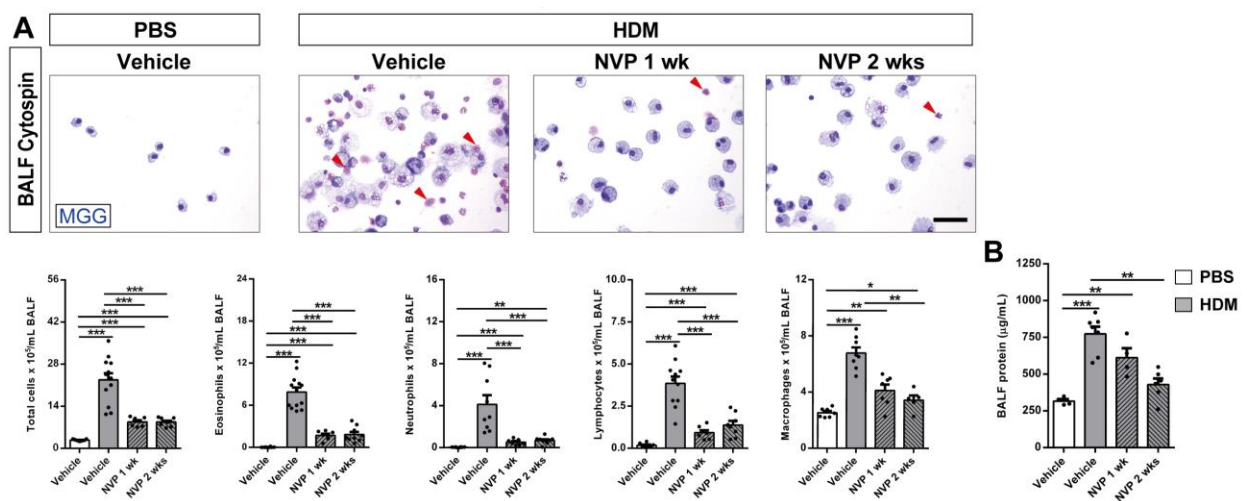 A
PBS
HDM
Vehicle
Vehicle
NVP 1 wk
NVP 2 wks
BALF Cytospin
MGG
Total cells x 10⁵/mL BALF
56
42
28
14
0
***
***
***
***
***
Vehicle
Vehicle
NVP 1 wk
NVP 2 wks
Eosinophils x 10⁵/mL BALF
24
18
12
6
0
***
***
***
***
***
Vehicle
Vehicle
NVP 1 wk
NVP 2 wks
Neutrophils x 10⁵/mL BALF
16
12
8
4
0
**
***
***
***
***
Vehicle
Vehicle
NVP 1 wk
NVP 2 wks
Lymphocytes x 10⁵/mL BALF
10.0
7.5
5.0
2.5
0.0
***
***
***
***
***
Vehicle
Vehicle
NVP 1 wk
NVP 2 wks
Macrophages x 10⁵/mL BALF
14
12
8
4
0
*
**
**
***
Vehicle
Vehicle
NVP 1 wk
NVP 2 wks
B
BALF protein (µg/mL)
1250
1000
750
500
250
0
**
**
***
Vehicle
Vehicle
NVP 1 wk
NVP 2 wks
PBS
HDM